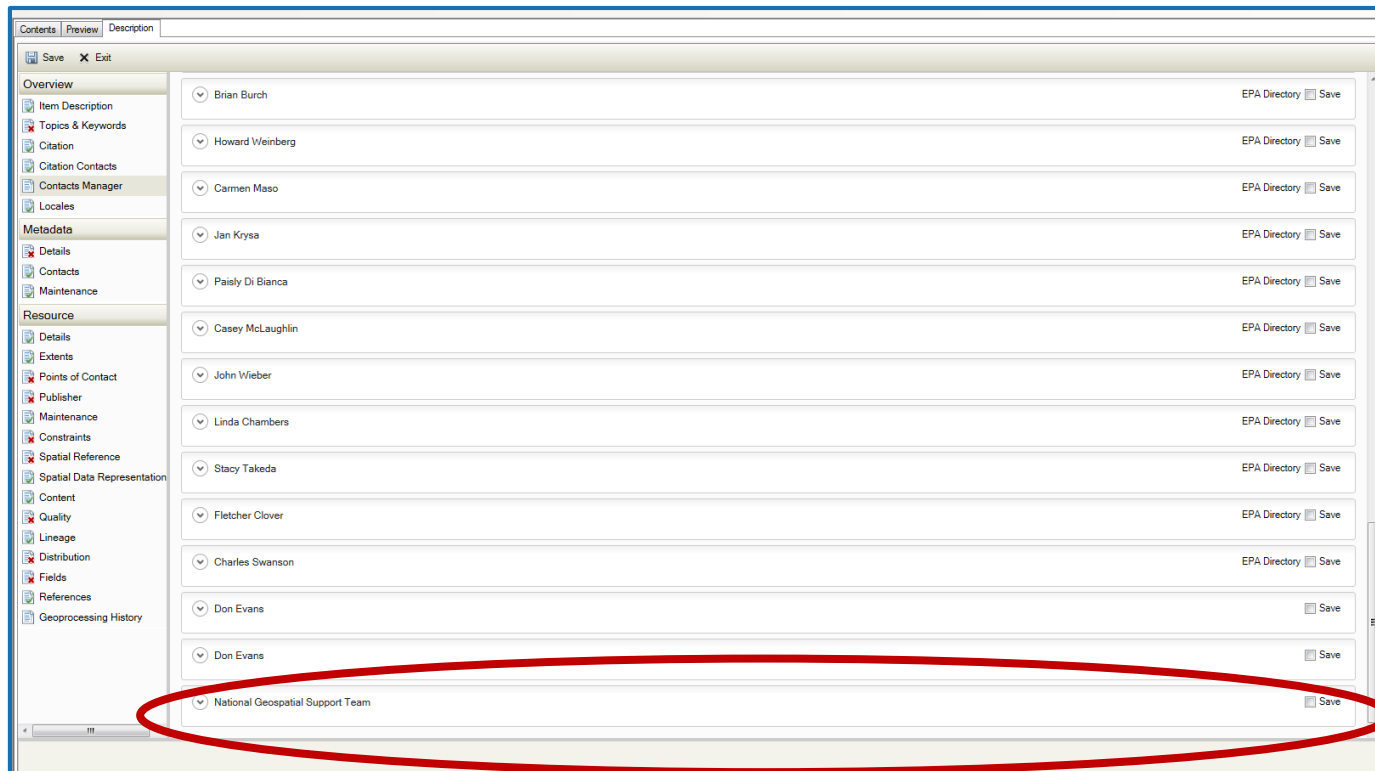 Contents Preview Description
Save Exit
Overview
Item Description
Topics & Keywords
Citation
Citation Contacts
Contacts Manager
Locales
Metadata
Details
Contacts
Maintenance
Resource
Details
Extents
Points of Contact
Publisher
Maintenance
Constraints
Spatial Reference
Spatial Data Representation
Content
Quality
Lineage
Distribution
Fields
References
Geoprocessing History
Brian Burch EPA Directory Save
Howard Weinberg EPA Directory Save
Carmen Maso EPA Directory Save
Jan Krysa EPA Directory Save
Paisly Di Bianca EPA Directory Save
Casey McLaughlin EPA Directory Save
John Wieber EPA Directory Save
Linda Chambers EPA Directory Save
Stacy Takeda EPA Directory Save
Fletcher Clover EPA Directory Save
Charles Swanson EPA Directory Save
Don Evans Save
Don Evans Save
National Geospatial Support Team Save